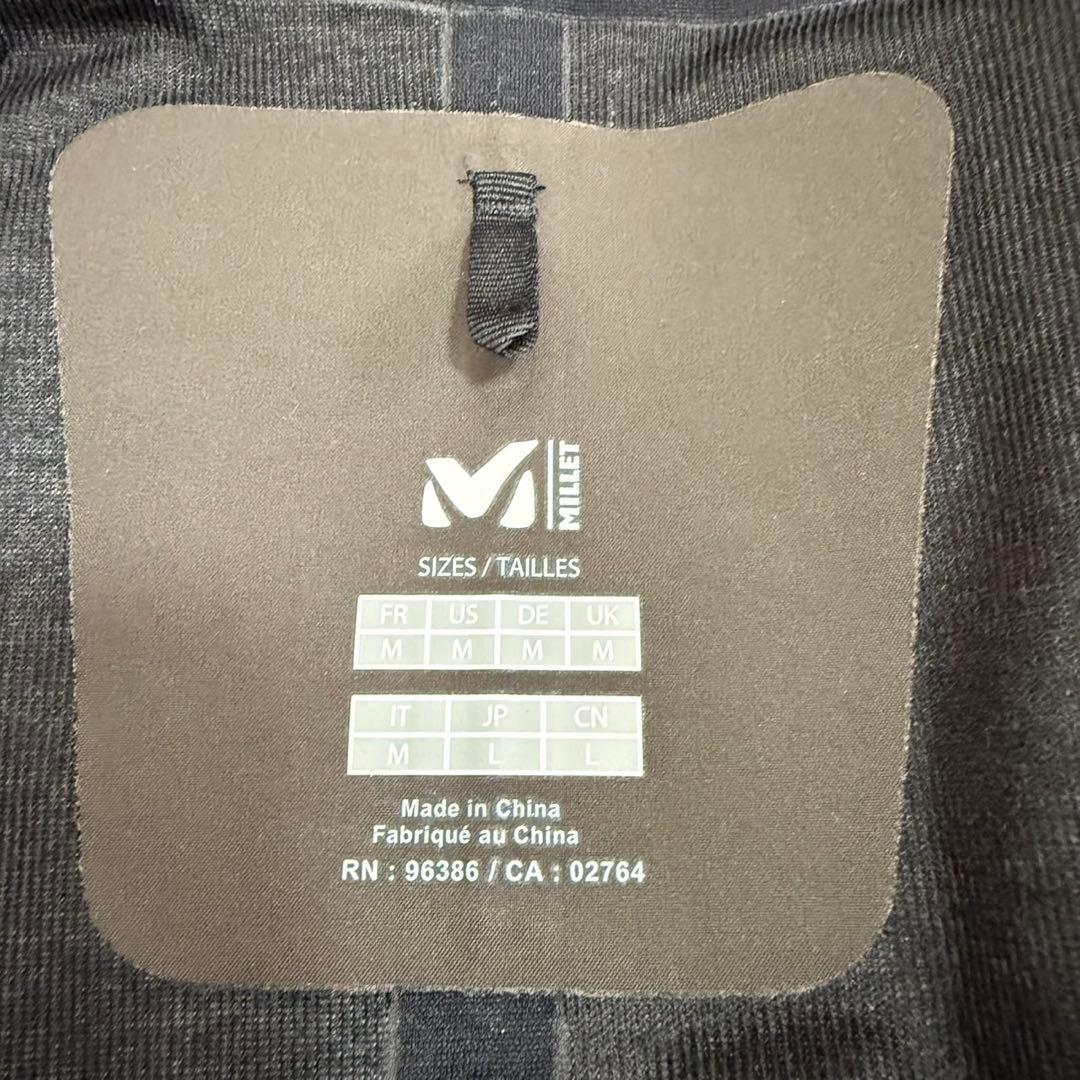 MILLET
SIZES / TAILLES
FR US DE UK
M M M M
IT JP CN
M L L
Made in China
Fabriqué au China
RN : 96386 / CA : 02764